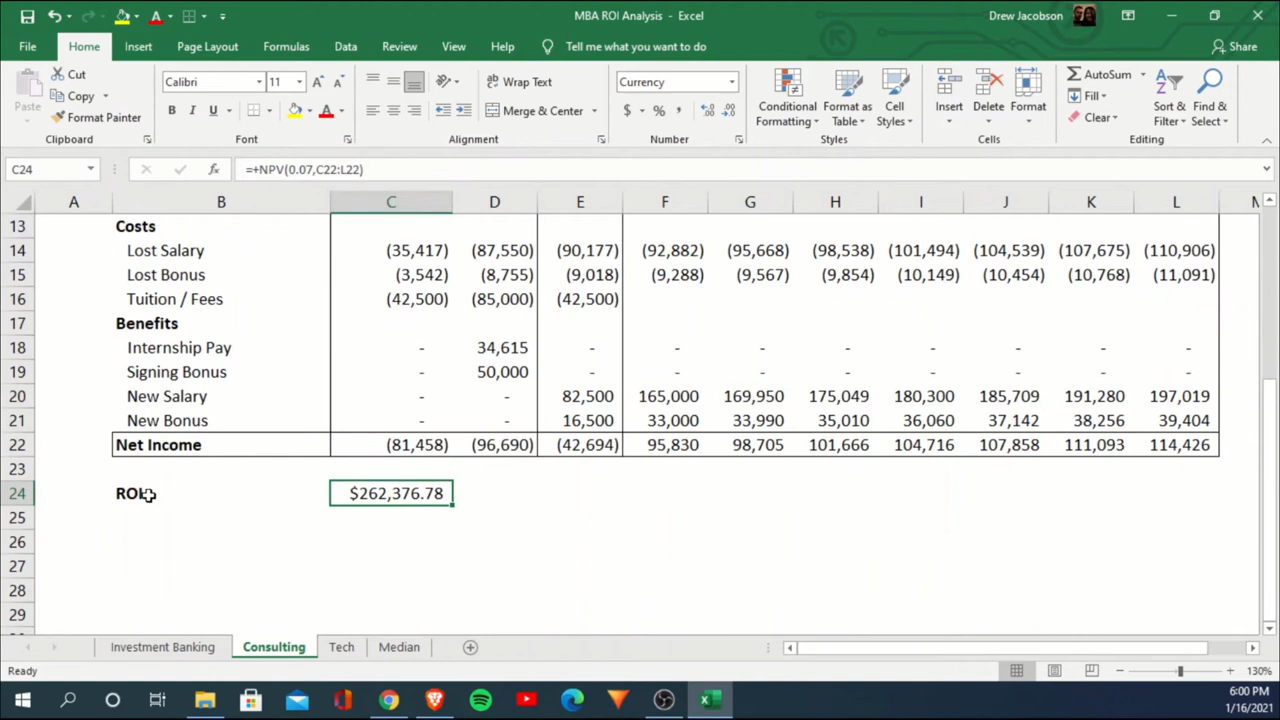 MBA ROI Analysis - Excel
Drew Jacobson
File Home Insert Page Layout Formulas Data Review View Help Tell me what you want to do Share
Paste
Cut
Copy
Format Painter
Clipboard
Calibri 11
B I U
Font
Wrap Text
Merge & Center
Alignment
Currency
$ %
Number
Conditional Formatting
Format as Table
Cell Styles
Styles
Insert Delete Format
Cells
AutoSum
Fill
Clear
Sort & Filter
Find & Select
Editing
C24 fx =+NPV(0.07,C22:L22)
A B C D E F G H I J K L M
13 Costs
14 Lost Salary (35,417) (87,550) (90,177) (92,882) (95,668) (98,538) (101,494) (104,539) (107,675) (110,906)
15 Lost Bonus (3,542) (8,755) (9,018) (9,288) (9,567) (9,854) (10,149) (10,454) (10,768) (11,091)
16 Tuition / Fees (42,500) (85,000) (42,500)
17 Benefits
18 Internship Pay - 34,615 - - - - - - - -
19 Signing Bonus - 50,000 - - - - - - - -
20 New Salary - - 82,500 165,000 169,950 175,049 180,300 185,709 191,280 197,019
21 New Bonus - - 16,500 33,000 33,990 35,010 36,060 37,142 38,256 39,404
22 Net Income (81,458) (96,690) (42,694) 95,830 98,705 101,666 104,716 107,858 111,093 114,426
23
24 ROI $262,376.78
25
26
27
28
29
Investment Banking Consulting Tech Median
Ready 130%
6:00 PM
1/16/2021